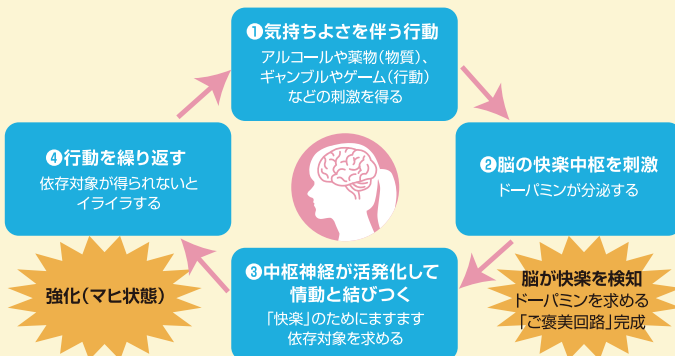 ❶気持ちよさを伴う行動
アルコールや薬物(物質)、
ギャンブルやゲーム(行動)
などの刺激を得る
❷脳の快楽中枢を刺激
ドーパミンが分泌する
脳が快楽を検知
ドーパミンを求める
「ご褒美回路」完成
❸中枢神経が活発化して
情動と結びつく
「快楽」のためにますます
依存対象を求める
❹行動を繰り返す
依存対象が得られないと
イライラする
強化(マヒ状態)